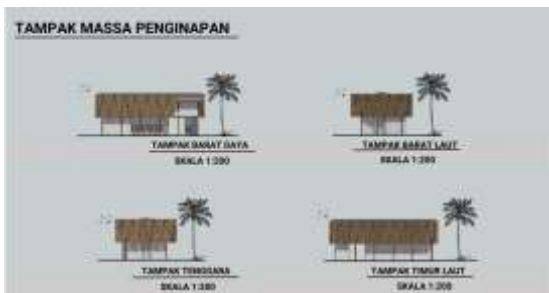 TAMPAK MASSA PENGINAPAN
TAMPAK BARAT DAYA
SKALA 1:200
TAMPAK BARAT LAUT
SKALA 1:200
TAMPAK TENGGARA
SKALA 1:200
TAMPAK TIMUR LAUT
SKALA 1:200